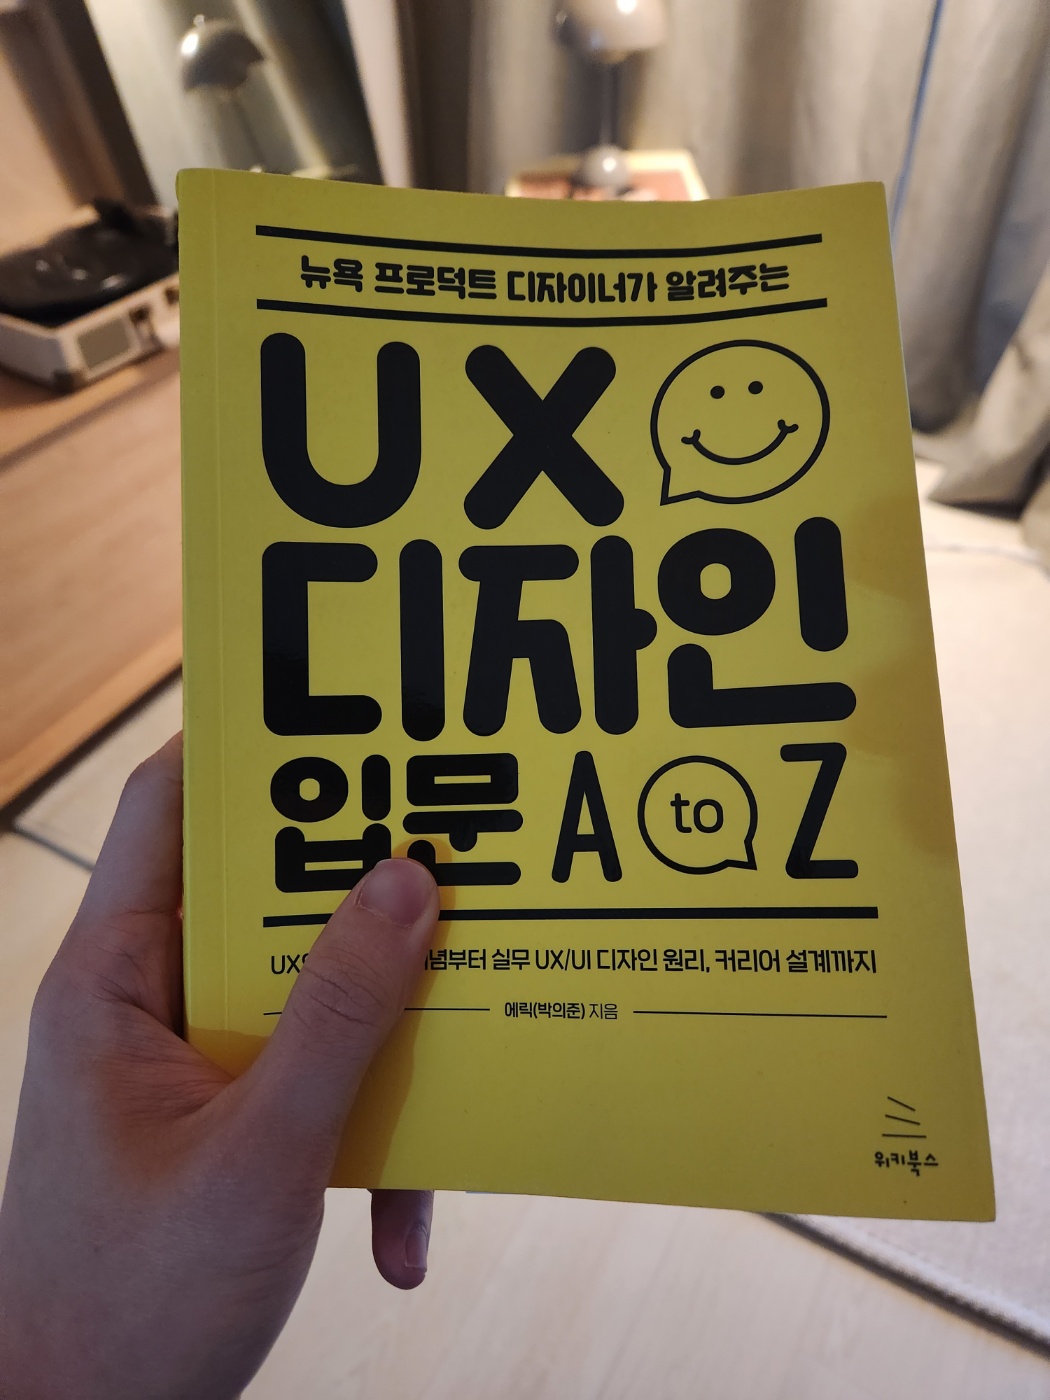 뉴욕 프로덕트 디자이너가 알려주는
UX
디자인
입문 A to Z
부터 실무 UX/UI 디자인 원리, 커리어 설계까지
에릭(박의준) 지음
위키북스